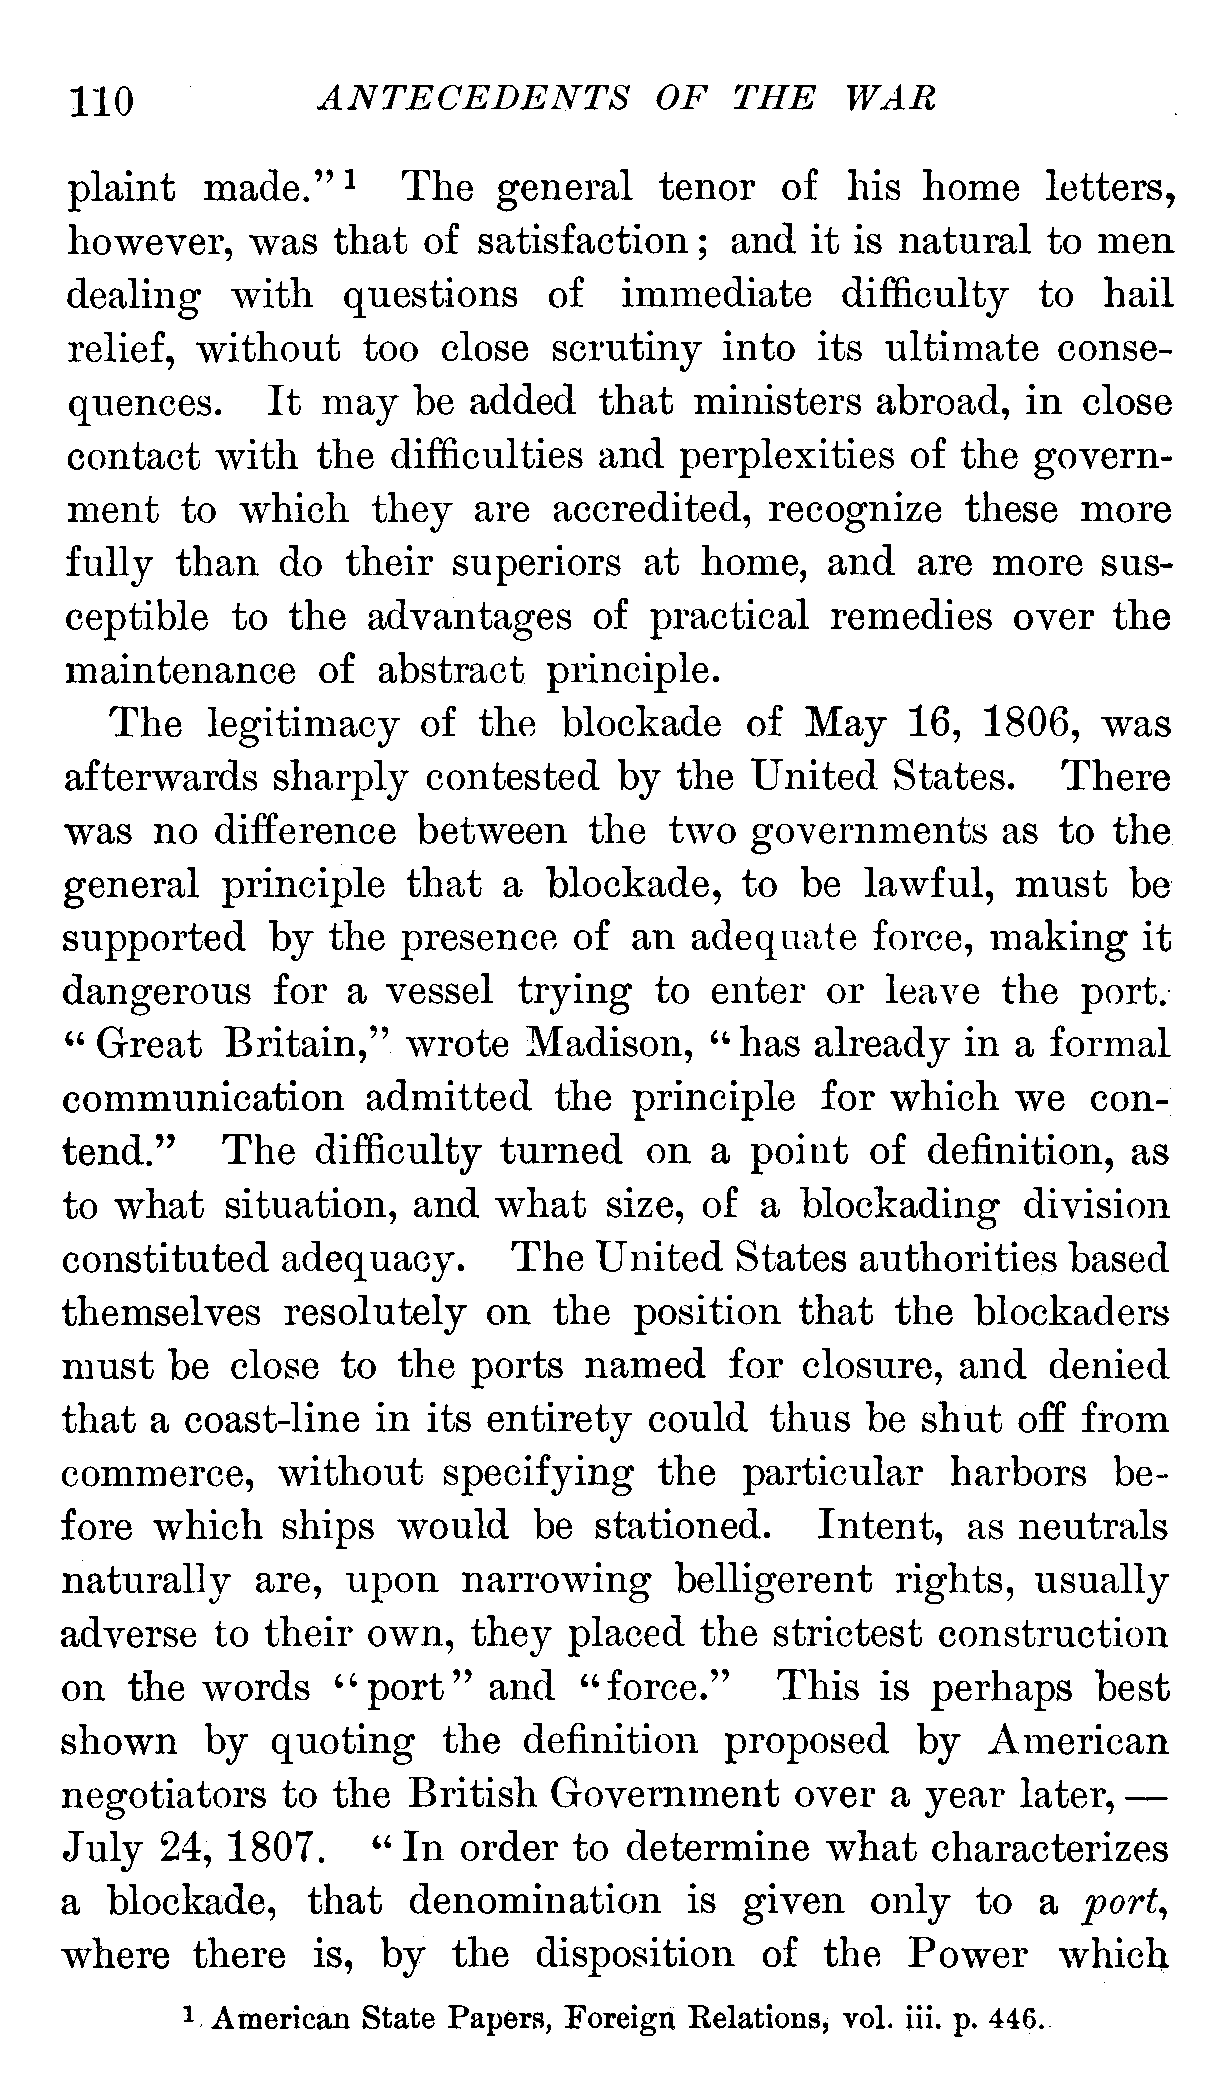 110 ANTECEDENTS OF THE WAR
plaint made." 1 The general tenor of his home letters,
however, was that of satisfaction; and it is natural to men
dealing with questions of immediate difficulty to hail
relief, without too close scrutiny into its ultimate conse-
quences. It may be added that ministers abroad, in close
contact with the difficulties and perplexities of the govern-
ment to which they are accredited, recognize these more
fully than do their superiors at home, and are more sus-
ceptible to the advantages of practical remedies over the
maintenance of abstract principle.
The legitimacy of the blockade of May 16, 1806, was
afterwards sharply contested by the United States. There
was no difference between the two governments as to the
general principle that a blockade, to be lawful, must be
supported by the presence of an adequate force, making it
dangerous for a vessel trying to enter or leave the port.
"Great Britain," wrote Madison, "has already in a formal
communication admitted the principle for which we con-
tend." The difficulty turned on a point of definition, as
to what situation, and what size, of a blockading division
constituted adequacy. The United States authorities based
themselves resolutely on the position that the blockaders
must be close to the ports named for closure, and denied
that a coast-line in its entirety could thus be shut off from
commerce, without specifying the particular harbors be-
fore which ships would be stationed. Intent, as neutrals
naturally are, upon narrowing belligerent rights, usually
adverse to their own, they placed the strictest construction
on the words "port" and "force." This is perhaps best
shown by quoting the definition proposed by American
negotiators to the British Government over a year later,—
July 24, 1807. "In order to determine what characterizes
a blockade, that denomination is given only to a port,
where there is, by the disposition of the Power which
1 American State Papers, Foreign Relations, vol. iii. p. 446.